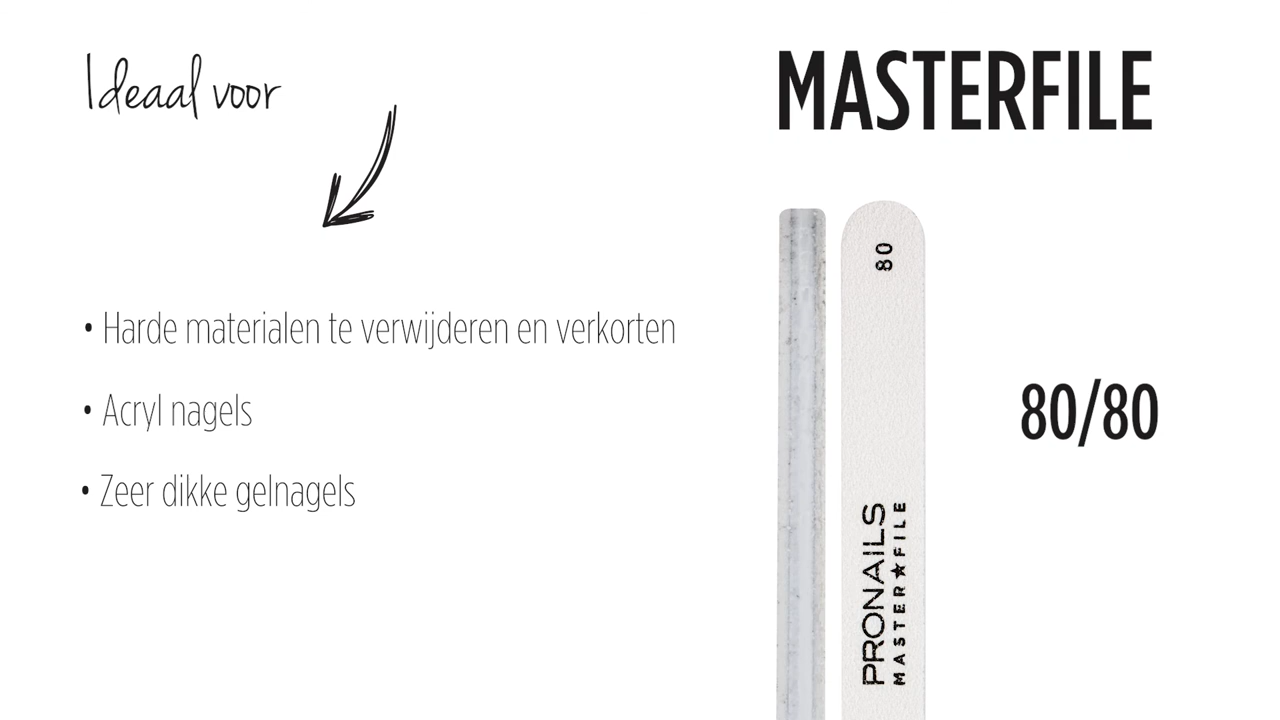 Ideaal voor
• Harde materialen te verwijderen en verkorten
• Acryl nagels
• Zeer dikke gelnagels
MASTERFILE
80
80/80
PRONAILS
MASTER★FILE